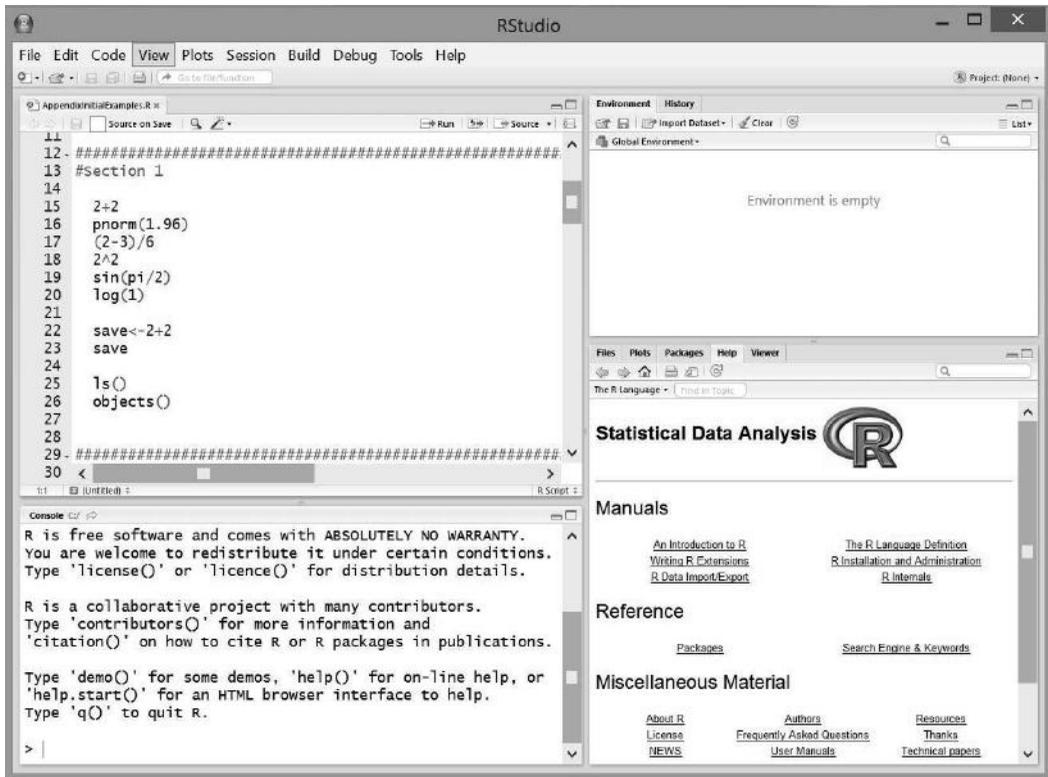 RStudio
File Edit Code View Plots Session Build Debug Tools Help
Go to file/function
Project: (None)
AppendixInitialExamples.R
Source on Save
Run
Source
11
12 ##########################################################
13 #Section 1
14
15 2+2
16 pnorm(1.96)
17 (2-3)/6
18 2^2
19 sin(pi/2)
20 log(1)
21
22 save<-2+2
23 save
24
25 ls()
26 objects()
27
28
29 ##########################################################
30
1:1 (Untitled) R Script
Console C:/
R is free software and comes with ABSOLUTELY NO WARRANTY.
You are welcome to redistribute it under certain conditions.
Type 'license()' or 'licence()' for distribution details.
R is a collaborative project with many contributors.
Type 'contributors()' for more information and
'citation()' on how to cite R or R packages in publications.
Type 'demo()' for some demos, 'help()' for on-line help, or
'help.start()' for an HTML browser interface to help.
Type 'q()' to quit R.
>
Environment History
Import Dataset Clear List
Global Environment
Environment is empty
Files Plots Packages Help Viewer
The R Language Find in Topic
Statistical Data Analysis R
Manuals
An Introduction to R The R Language Definition
Writing R Extensions R Installation and Administration
R Data Import/Export R Internals
Reference
Packages Search Engine & Keywords
Miscellaneous Material
About R Authors Resources
License Frequently Asked Questions Thanks
NEWS User Manuals Technical papers